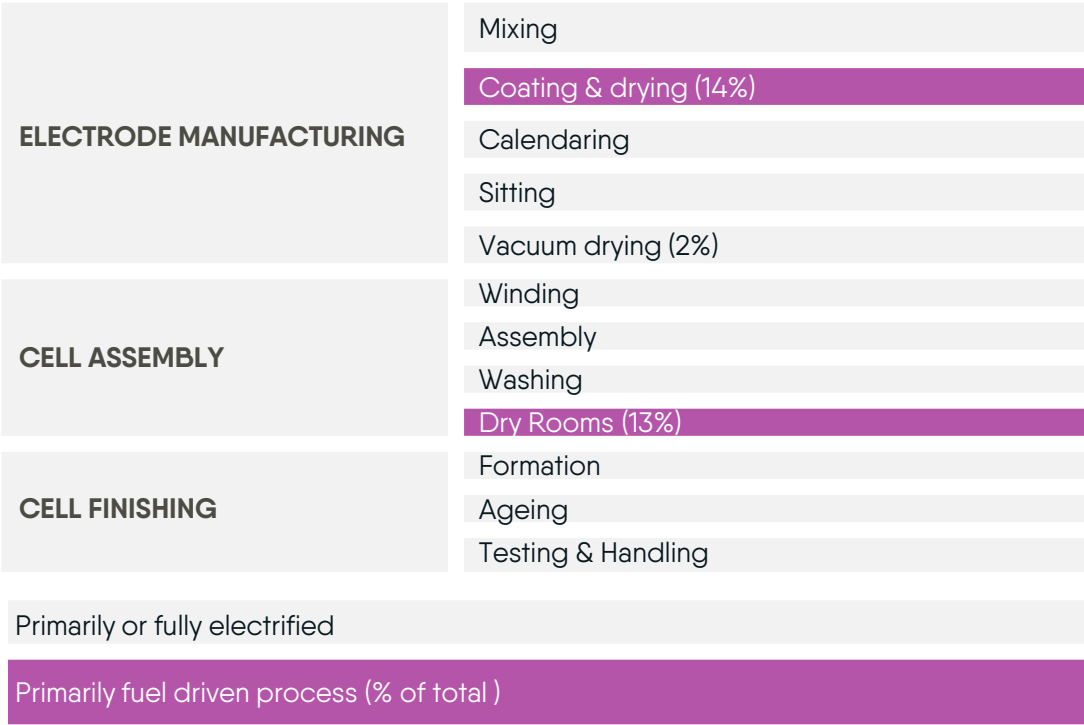 ELECTRODE MANUFACTURING
Mixing
Coating & drying (14%)
Calendaring
Sitting
Vacuum drying (2%)
CELL ASSEMBLY
Winding
Assembly
Washing
Dry Rooms (13%)
CELL FINISHING
Formation
Ageing
Testing & Handling
Primarily or fully electrified
Primarily fuel driven process (% of total )